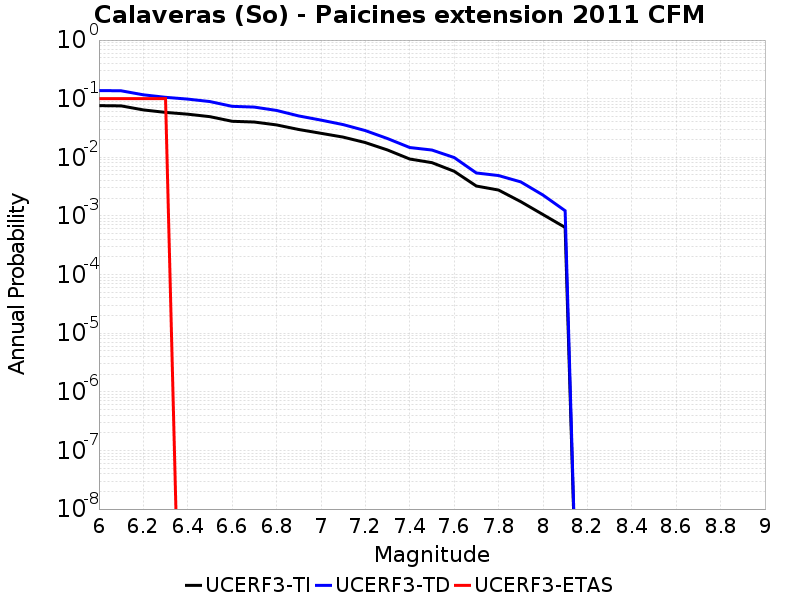 Calaveras (So) - Paicines extension 2011 CFM
10^0
10^-1
10^-2
10^-3
10^-4
10^-5
10^-6
10^-7
10^-8
Annual Probability
6 6.2 6.4 6.6 6.8 7 7.2 7.4 7.6 7.8 8 8.2 8.4 8.6 8.8 9
Magnitude
UCERF3-TI UCERF3-TD UCERF3-ETAS